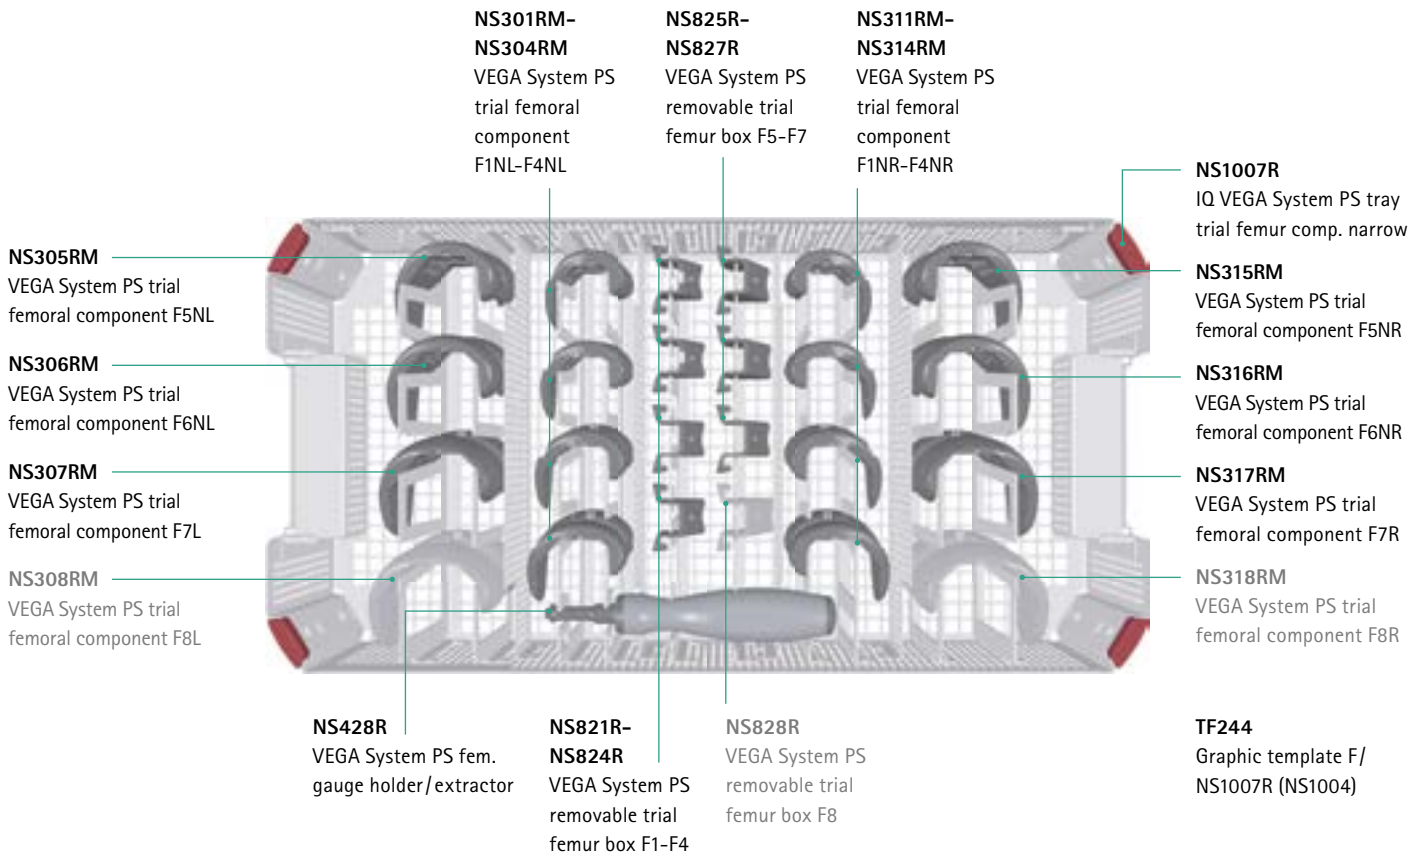 NS301RM–
NS304RM
VEGA System PS
trial femoral
component
F1NL–F4NL
NS825R–
NS827R
VEGA System PS
removable trial
femur box F5–F7
NS311RM–
NS314RM
VEGA System PS
trial femoral
component
F1NR–F4NR
NS1007R
IQ VEGA System PS tray
trial femur comp. narrow
NS305RM
VEGA System PS trial
femoral component F5NL
NS306RM
VEGA System PS trial
femoral component F6NL
NS307RM
VEGA System PS trial
femoral component F7L
NS308RM
VEGA System PS trial
femoral component F8L
NS315RM
VEGA System PS trial
femoral component F5NR
NS316RM
VEGA System PS trial
femoral component F6NR
NS317RM
VEGA System PS trial
femoral component F7R
NS318RM
VEGA System PS trial
femoral component F8R
NS428R
VEGA System PS fem.
gauge holder/extractor
NS821R–
NS824R
VEGA System PS
removable trial
femur box F1–F4
NS828R
VEGA System PS
removable trial
femur box F8
TF244
Graphic template F/
NS1007R (NS1004)